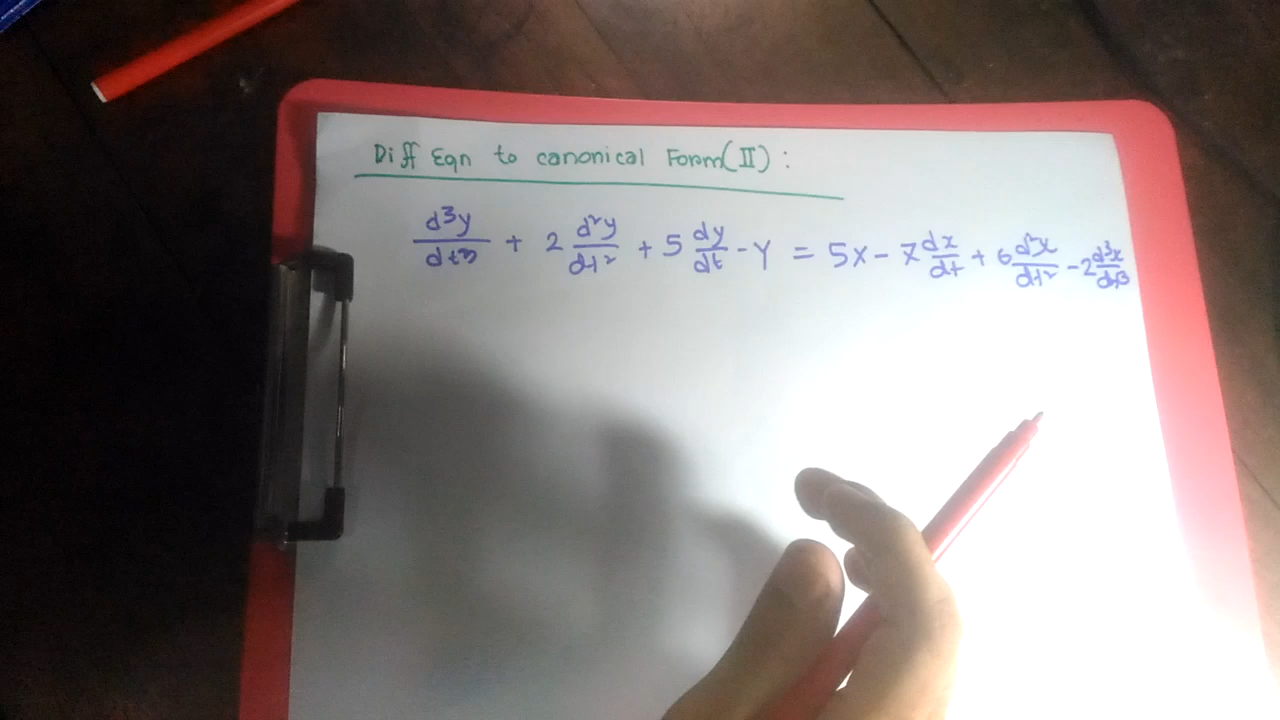 Diff Eqn to canonical Form(II):
d³y/dt³ + 2 d²y/dt² + 5 dy/dt - y = 5x - 7 dx/dt + 6 d²x/dt² - 2 d³x/dt³